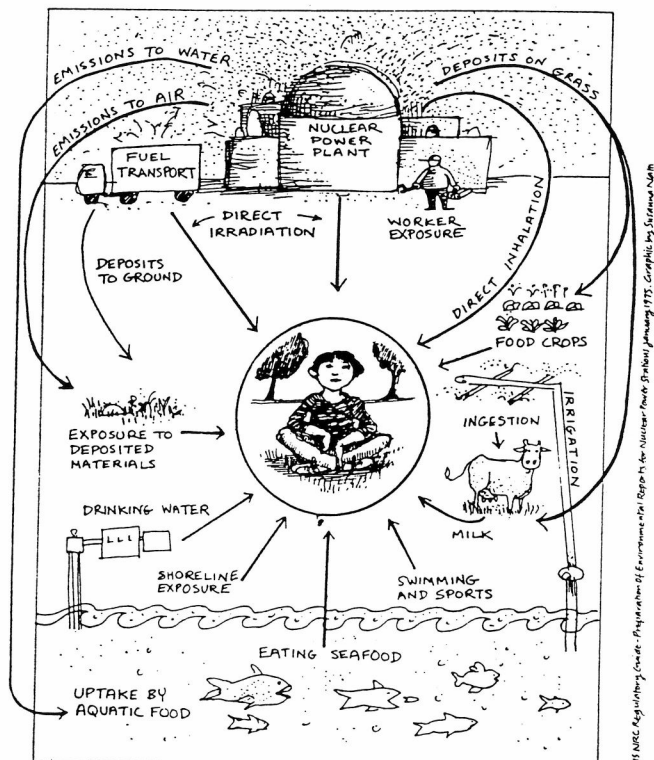 EMISSIONS TO WATER
EMISSIONS TO AIR
DEPOSITS ON GRASS
NUCLEAR
POWER
PLANT
FUEL
TRANSPORT
DIRECT
IRRADIATION
WORKER
EXPOSURE
DIRECT INHALATION
DEPOSITS
TO GROUND
FOOD CROPS
INGESTION
IRRIGATION
EXPOSURE TO
DEPOSITED
MATERIALS
DRINKING WATER
MILK
SHORELINE
EXPOSURE
SWIMMING
AND SPORTS
EATING SEAFOOD
UPTAKE BY
AQUATIC FOOD
US NRC Regulatory Guide - Preparation of Environmental Reports for Nuclear Power Stations January 1975. Graphic by Susanna Natti